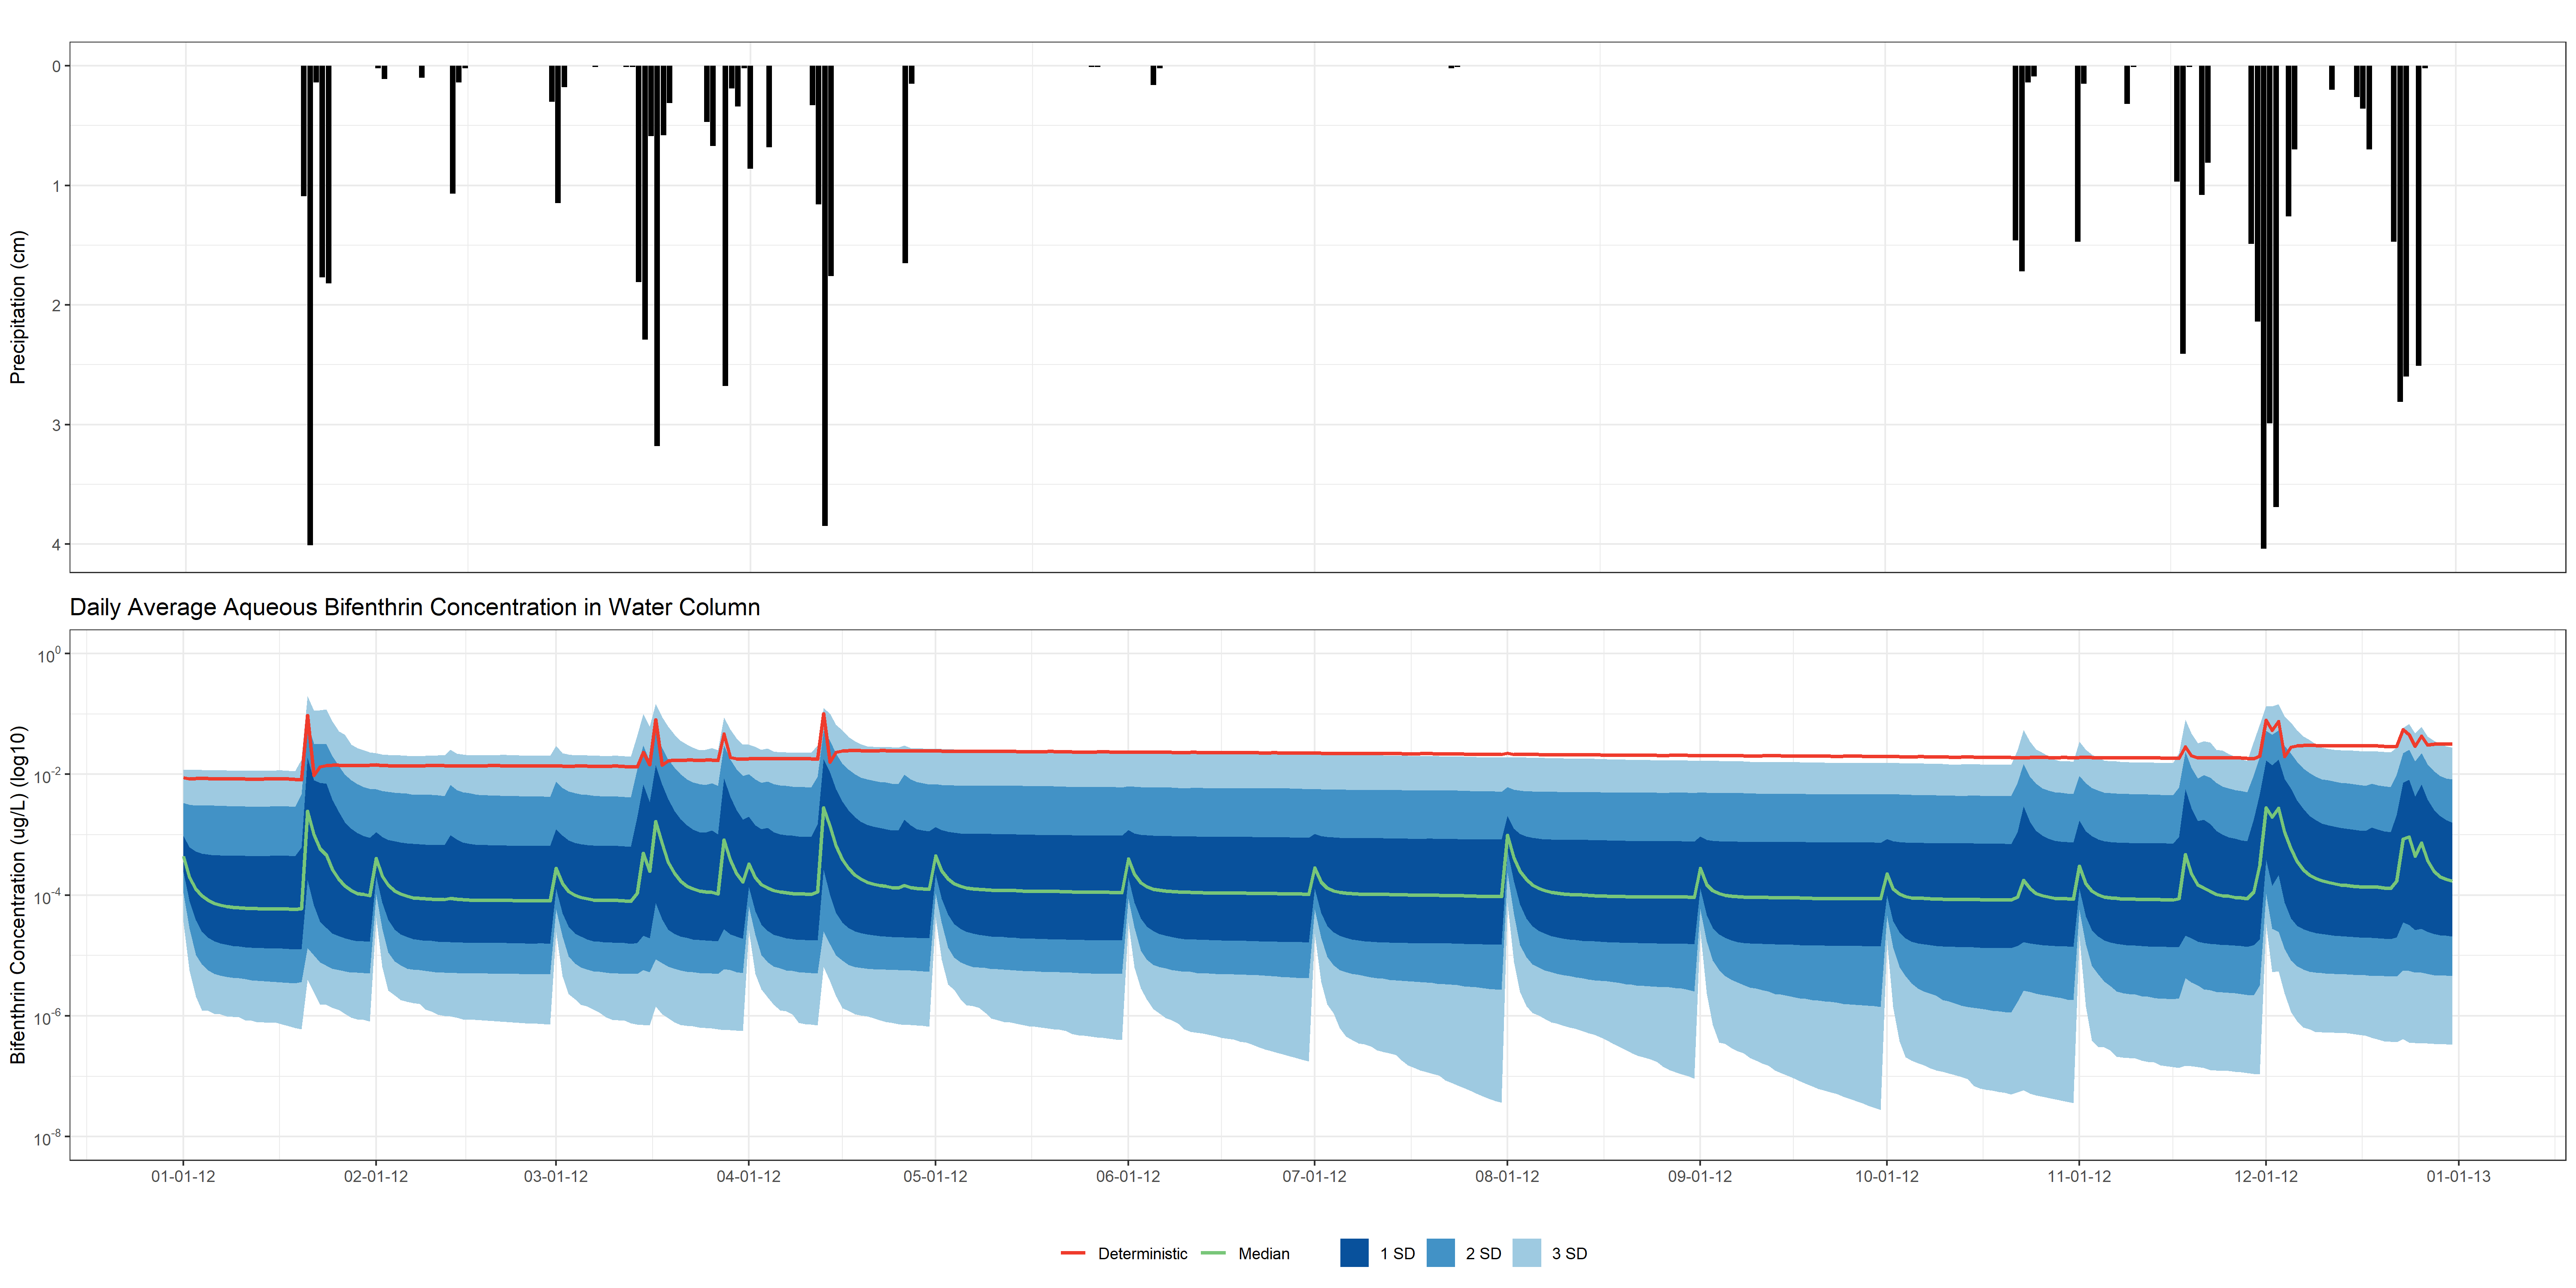 0
1
2
3
4
Precipitation (cm)
Daily Average Aqueous Bifenthrin Concentration in Water Column
10^0
10^-2
10^-4
10^-6
10^-8
Bifenthrin Concentration (ug/L) (log10)
01-01-12 02-01-12 03-01-12 04-01-12 05-01-12 06-01-12 07-01-12 08-01-12 09-01-12 10-01-12 11-01-12 12-01-12 01-01-13
Deterministic Median 1 SD 2 SD 3 SD